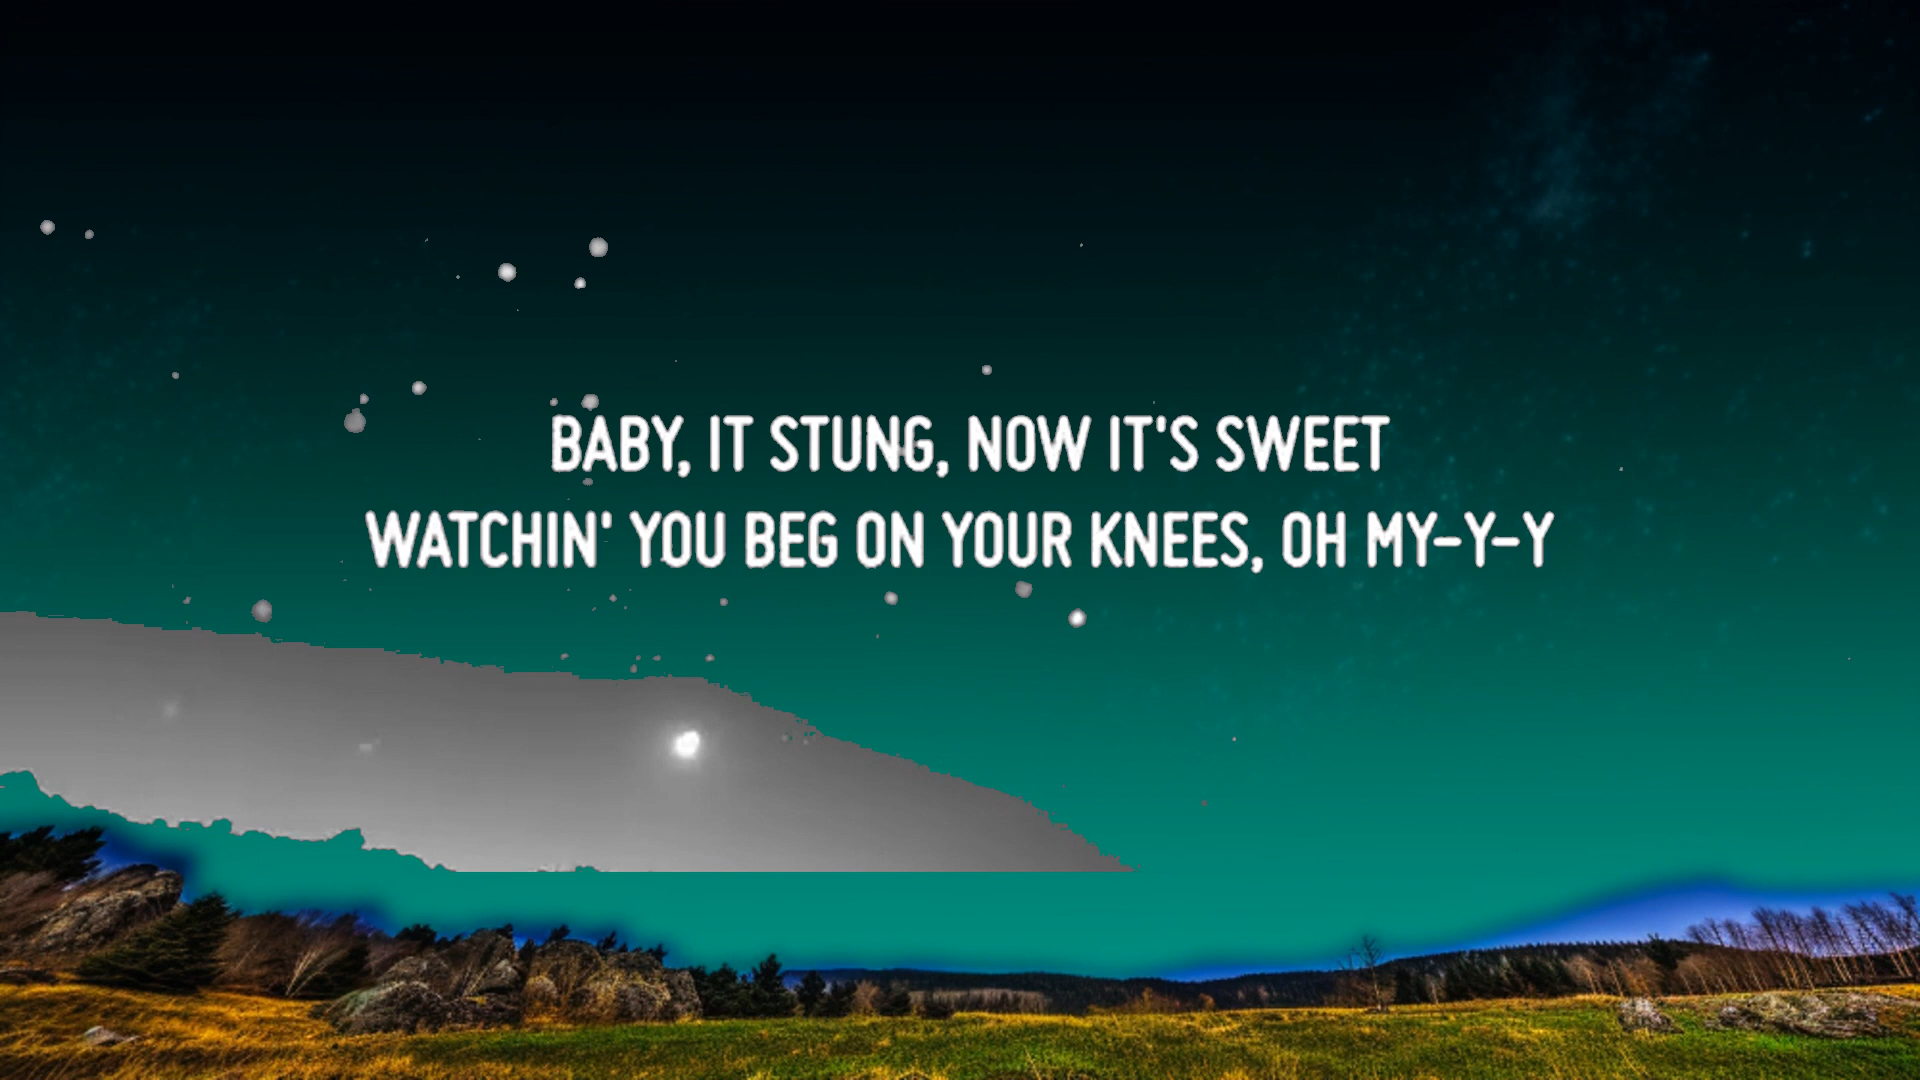 BABY, IT STUNG, NOW IT'S SWEET
WATCHIN' YOU BEG ON YOUR KNEES, OH MY-Y-Y